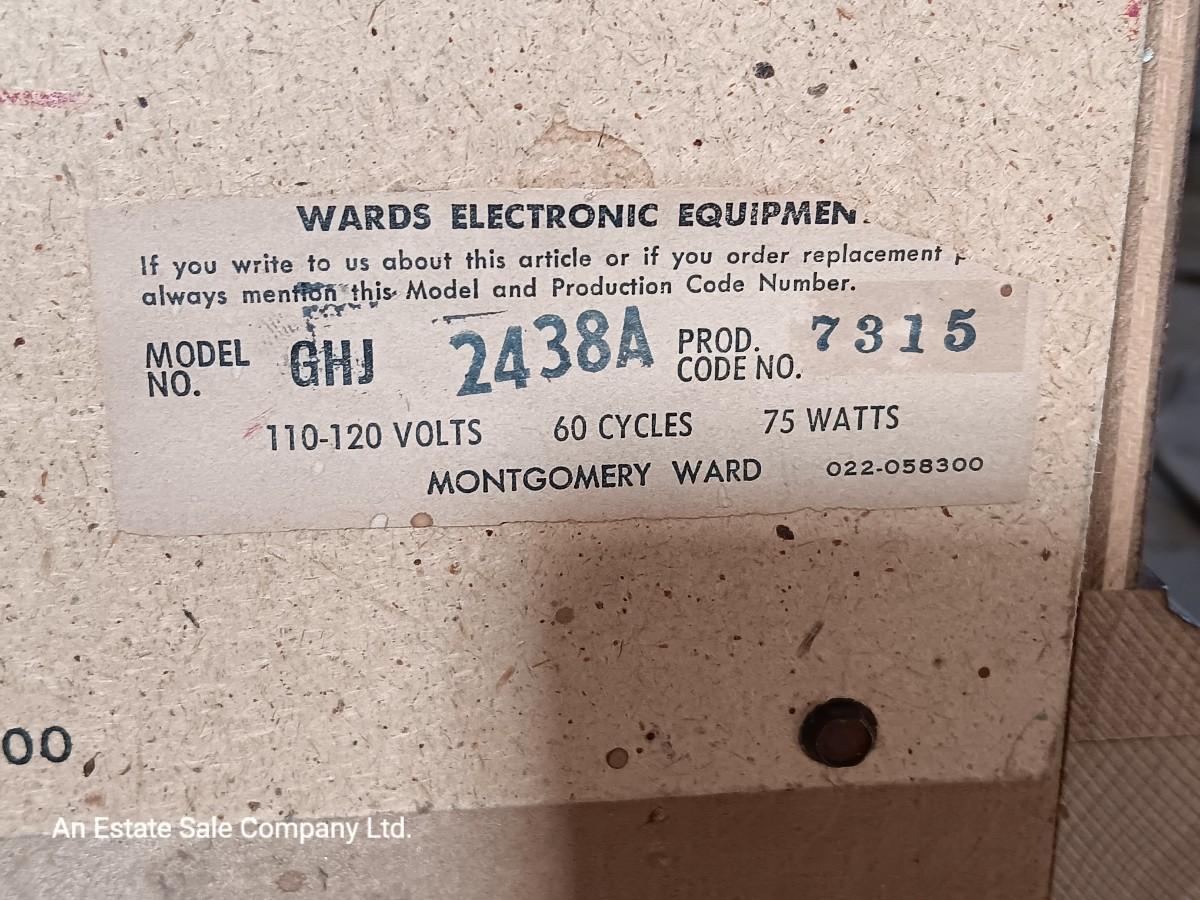 WARDS ELECTRONIC EQUIPMEN
If you write to us about this article or if you order replacement
always mention this Model and Production Code Number.
MODEL NO. GHJ 2438A PROD. CODE NO. 7315
110-120 VOLTS 60 CYCLES 75 WATTS
MONTGOMERY WARD 022-058300
00
An Estate Sale Company Ltd.